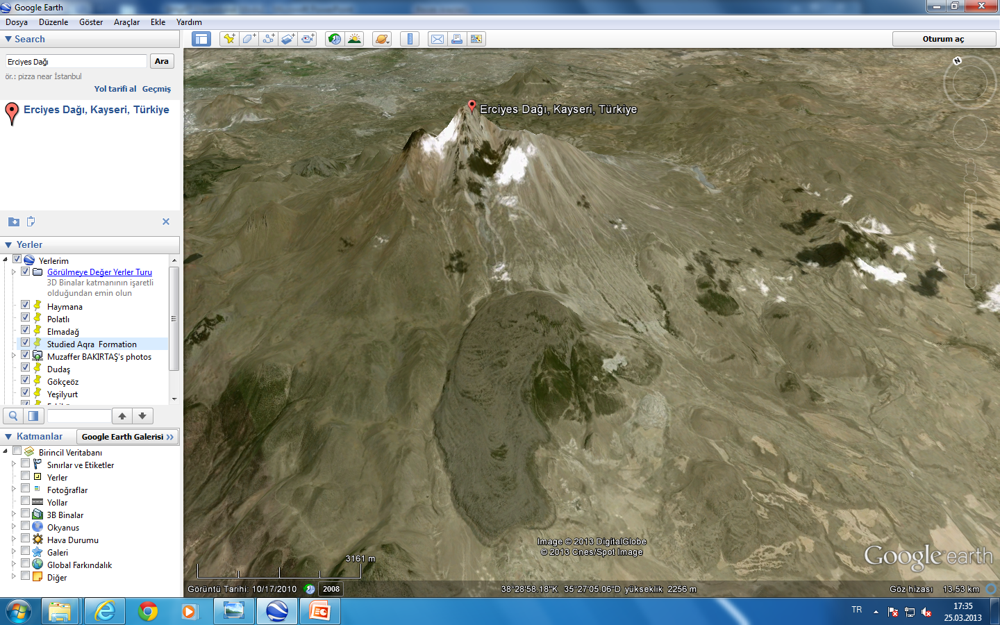 Google Earth
Dosya Düzenle Göster Araçlar Ekle Yardım
Search
Erciyes Dağı
Ara
ör.: pizza near İstanbul
Yol tarifi al Geçmiş
Erciyes Dağı, Kayseri, Türkiye
Yerler
Yerlerim
Görülmeye Değer Yerler Turu
3D Binalar katmanının işaretli
olduğundan emin olun
Haymana
Polatlı
Elmadağ
Studied Aqra Formation
Muzaffer BAKIRTAŞ's photos
Dudaş
Gökçeöz
Yeşilyurt
Katmanlar
Google Earth Galerisi »
Birincil Veritabanı
Sınırlar ve Etiketler
Yerler
Fotoğraflar
Yollar
3B Binalar
Okyanus
Hava Durumu
Galeri
Global Farkındalık
Diğer
Oturum aç
N
Erciyes Dağı, Kayseri, Türkiye
Image © 2013 DigitalGlobe
© 2013 Cnes/Spot Image
3161 m
Google earth
Görüntü Tarihi: 10/17/2010 2008
38°28'58.18"K 35°27'05.06"D yükseklik 2256 m
Göz hizası 13.53 km
TR
17:35
25.03.2013